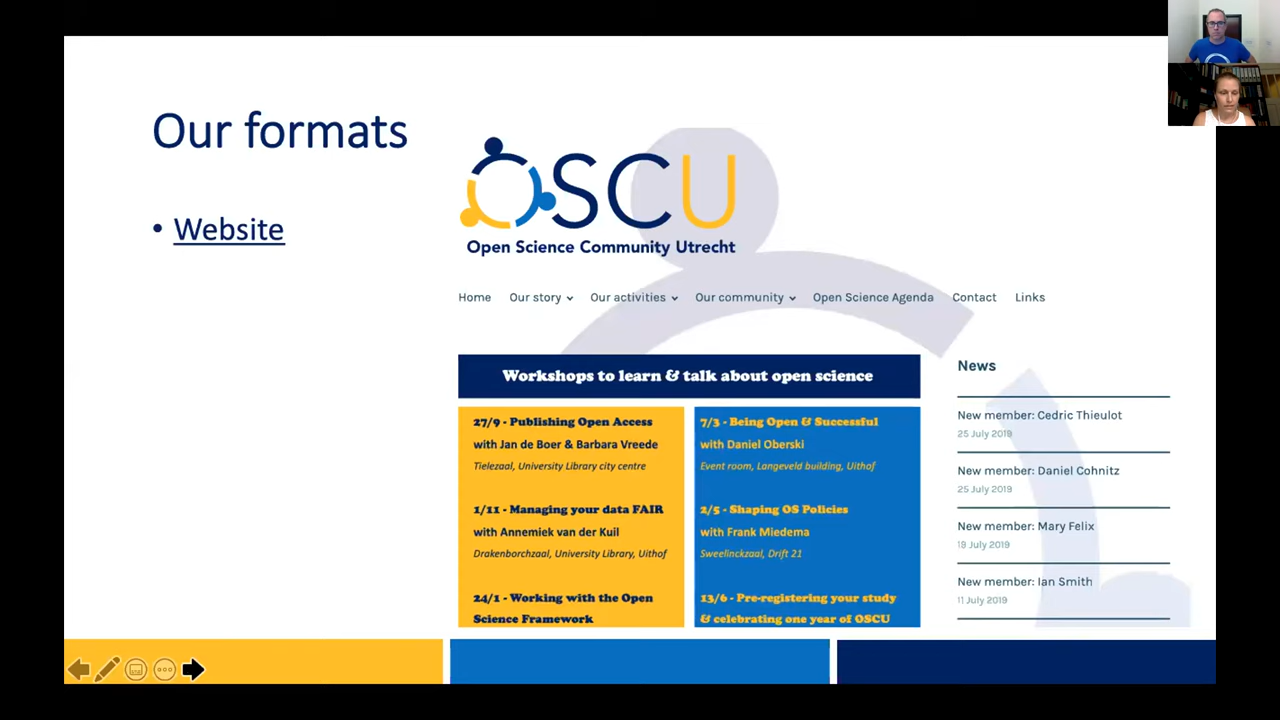 Our formats
• Website
OSCU
Open Science Community Utrecht
Home Our story Our activities Our community Open Science Agenda Contact Links
Workshops to learn & talk about open science
27/9 - Publishing Open Access
with Jan de Boer & Barbara Vreede
Tielezaal, University Library city centre
1/11 - Managing your data FAIR
with Annemiek van der Kuil
Drakenborchzaal, University Library, Uithof
24/1 - Working with the Open
Science Framework
7/3 - Being Open & Successful
with Daniel Oberski
Event room, Langeveld building, Uithof
2/5 - Shaping OS Policies
with Frank Miedema
Sweelinckzaal, Drift 21
13/6 - Pre-registering your study
& celebrating one year of OSCU
News
New member: Cedric Thieulot
25 July 2019
New member: Daniel Cohnitz
25 July 2019
New member: Mary Felix
19 July 2019
New member: Ian Smith
11 July 2019